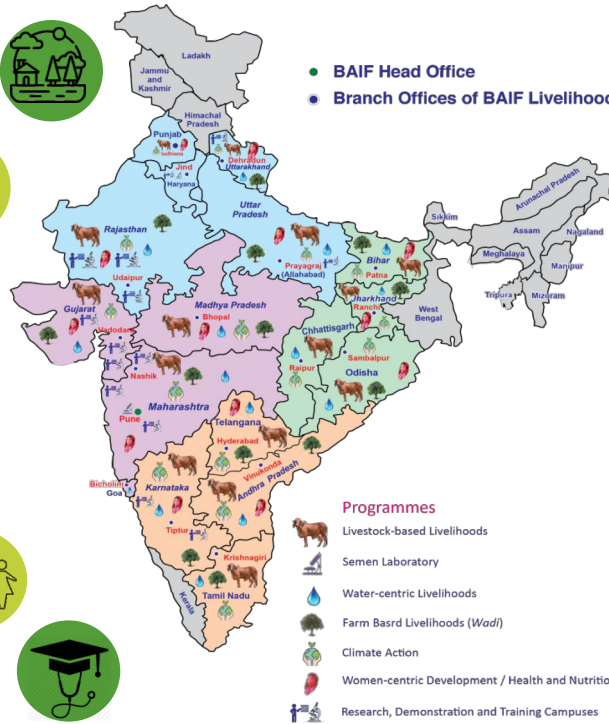 Ladakh
Jammu
and
Kashmir
BAIF Head Office
Himachal
Pradesh
Branch Offices of BAIF Livelihood
Punjab
Ludhiana
Dehradun
Uttarakhand
Jind
Haryana
Uttar
Pradesh
Arunachal Pradesh
Sikkim
Assam
Nagaland
Rajasthan
Meghalaya
Bihar
Prayagraj
(Allahabad)
Patna
Manipur
Udaipur
Tripura
Mizoram
Jharkhand
Ranchi
Madhya Pradesh
Gujarat
Bhopal
West
Bengal
Vadodara
Chhattisgarh
Sambalpur
Raipur
Odisha
Nashik
Maharashtra
Pune
Telangana
Hyderabad
Vinukonda
Andhra Pradesh
Bicholim
Goa
Karnataka
Tiptur
Krishnagiri
Tamil Nadu
Kerala
Programmes
Livestock-based Livelihoods
Semen Laboratory
Water-centric Livelihoods
Farm Basrd Livelihoods (Wadi)
Climate Action
Women-centric Development / Health and Nutritio
Research, Demonstration and Training Campuses